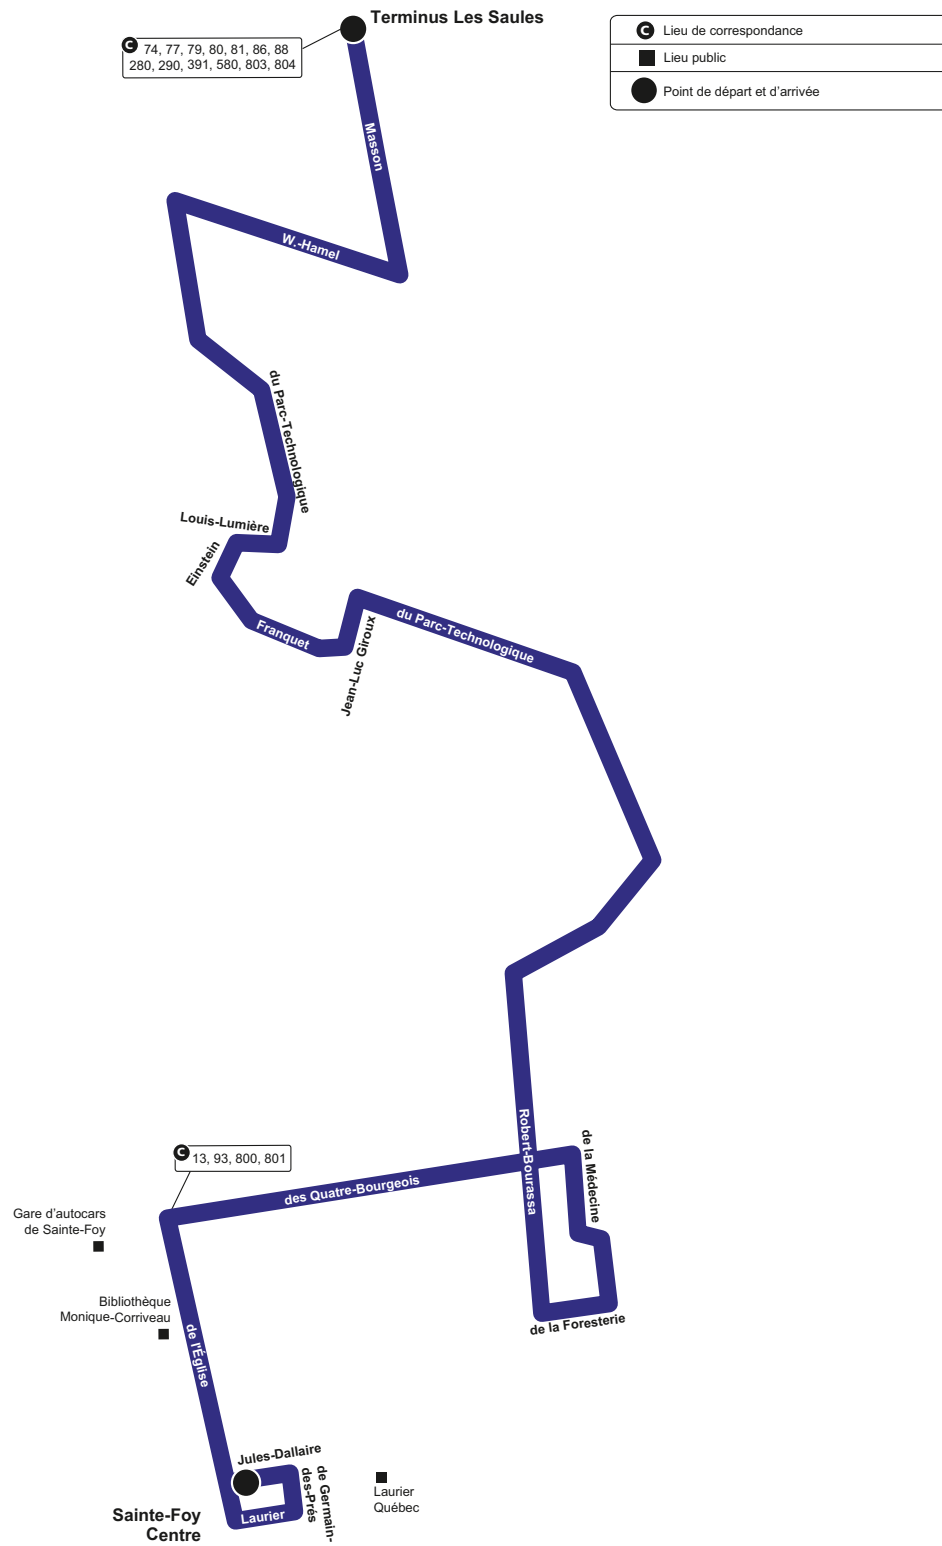 Terminus Les Saules
C 74, 77, 79, 80, 81, 86, 88
280, 290, 391, 580, 803, 804
C Lieu de correspondance
Lieu public
Point de départ et d'arrivée
Masson
W.-Hamel
du Parc-Technologique
Louis-Lumière
Einstein
Franquet
Jean-Luc Giroux
du Parc-Technologique
Robert-Bourassa
de la Médecine
de la Foresterie
C 13, 93, 800, 801
des Quatre-Bourgeois
Gare d'autocars
de Sainte-Foy
Bibliothèque
Monique-Corriveau
de l'Église
Jules-Dallaire
de Germain-
des-Prés
Laurier
Laurier
Québec
Sainte-Foy
Centre